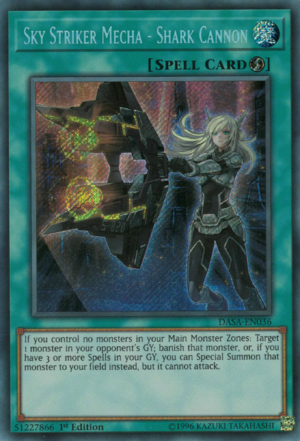 Sky Striker Mecha - Shark Cannon
[Spell Card]
DASA-EN036
If you control no monsters in your Main Monster Zones: Target
1 monster in your opponent's GY; banish that monster, or, if you
have 3 or more Spells in your GY, you can Special Summon that
monster to your field instead, but it cannot attack.
51227866 1st Edition ©1996 KAZUKI TAKAHASHI